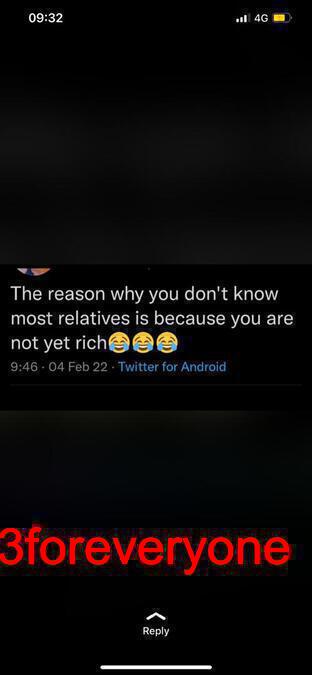 09:32
4G
The reason why you don't know
most relatives is because you are
not yet rich😂😂😂
9:46 · 04 Feb 22 · Twitter for Android
3foreveryone
Reply